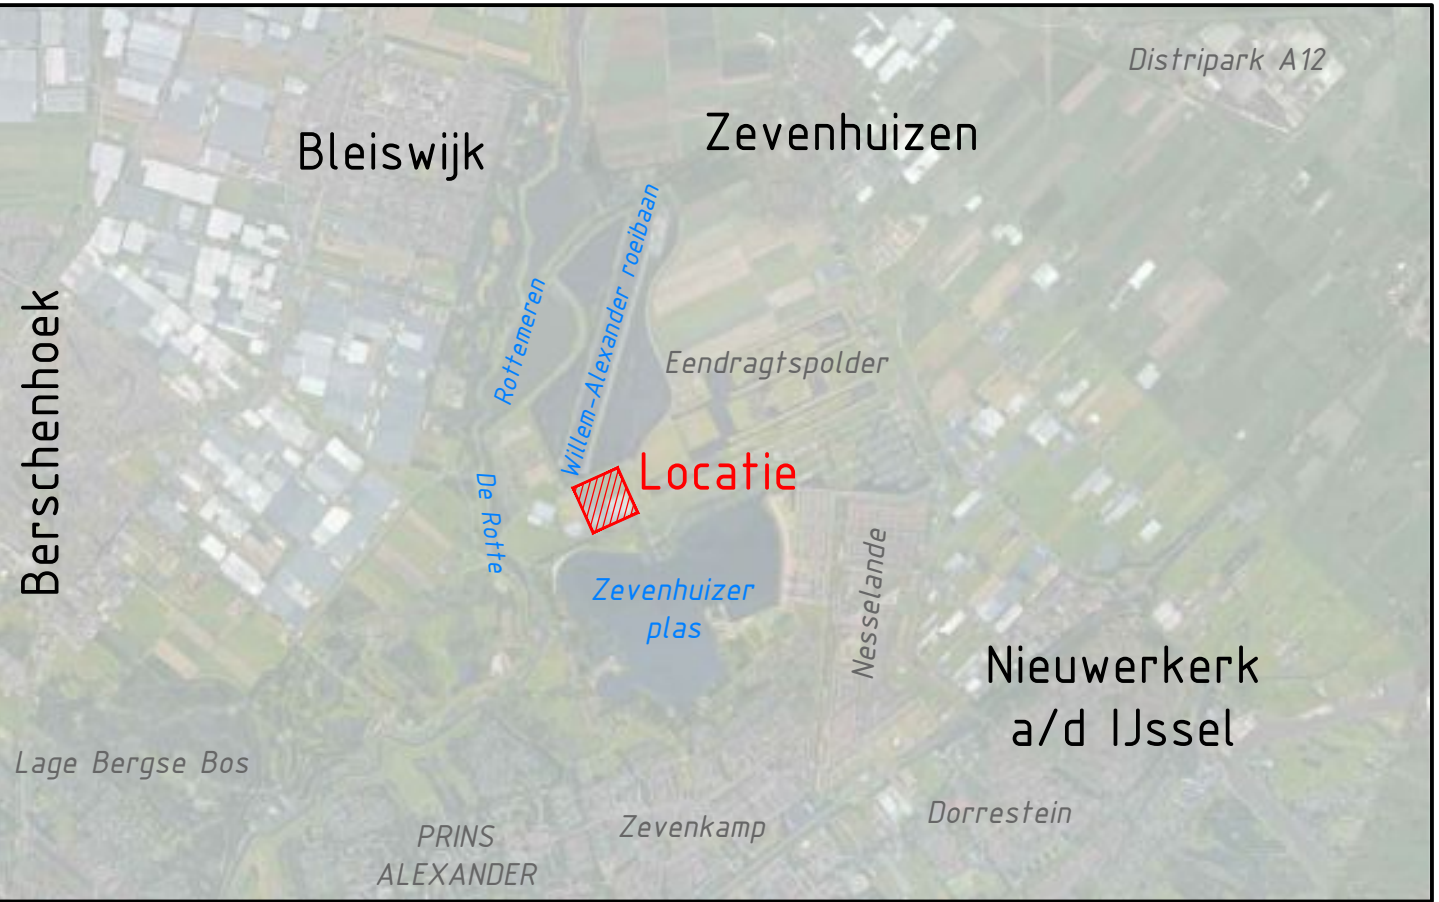 Distripark A12
Zevenhuizen
Bleiswijk
Willem-Alexander roeibaan
Rottemeren
Berschenhoek
Eendragtspolder
Locatie
De Rotte
Nesselande
Zevenhuizer
plas
Nieuwerkerk
a/d IJssel
Lage Bergse Bos
Dorrestein
Zevenkamp
PRINS
ALEXANDER